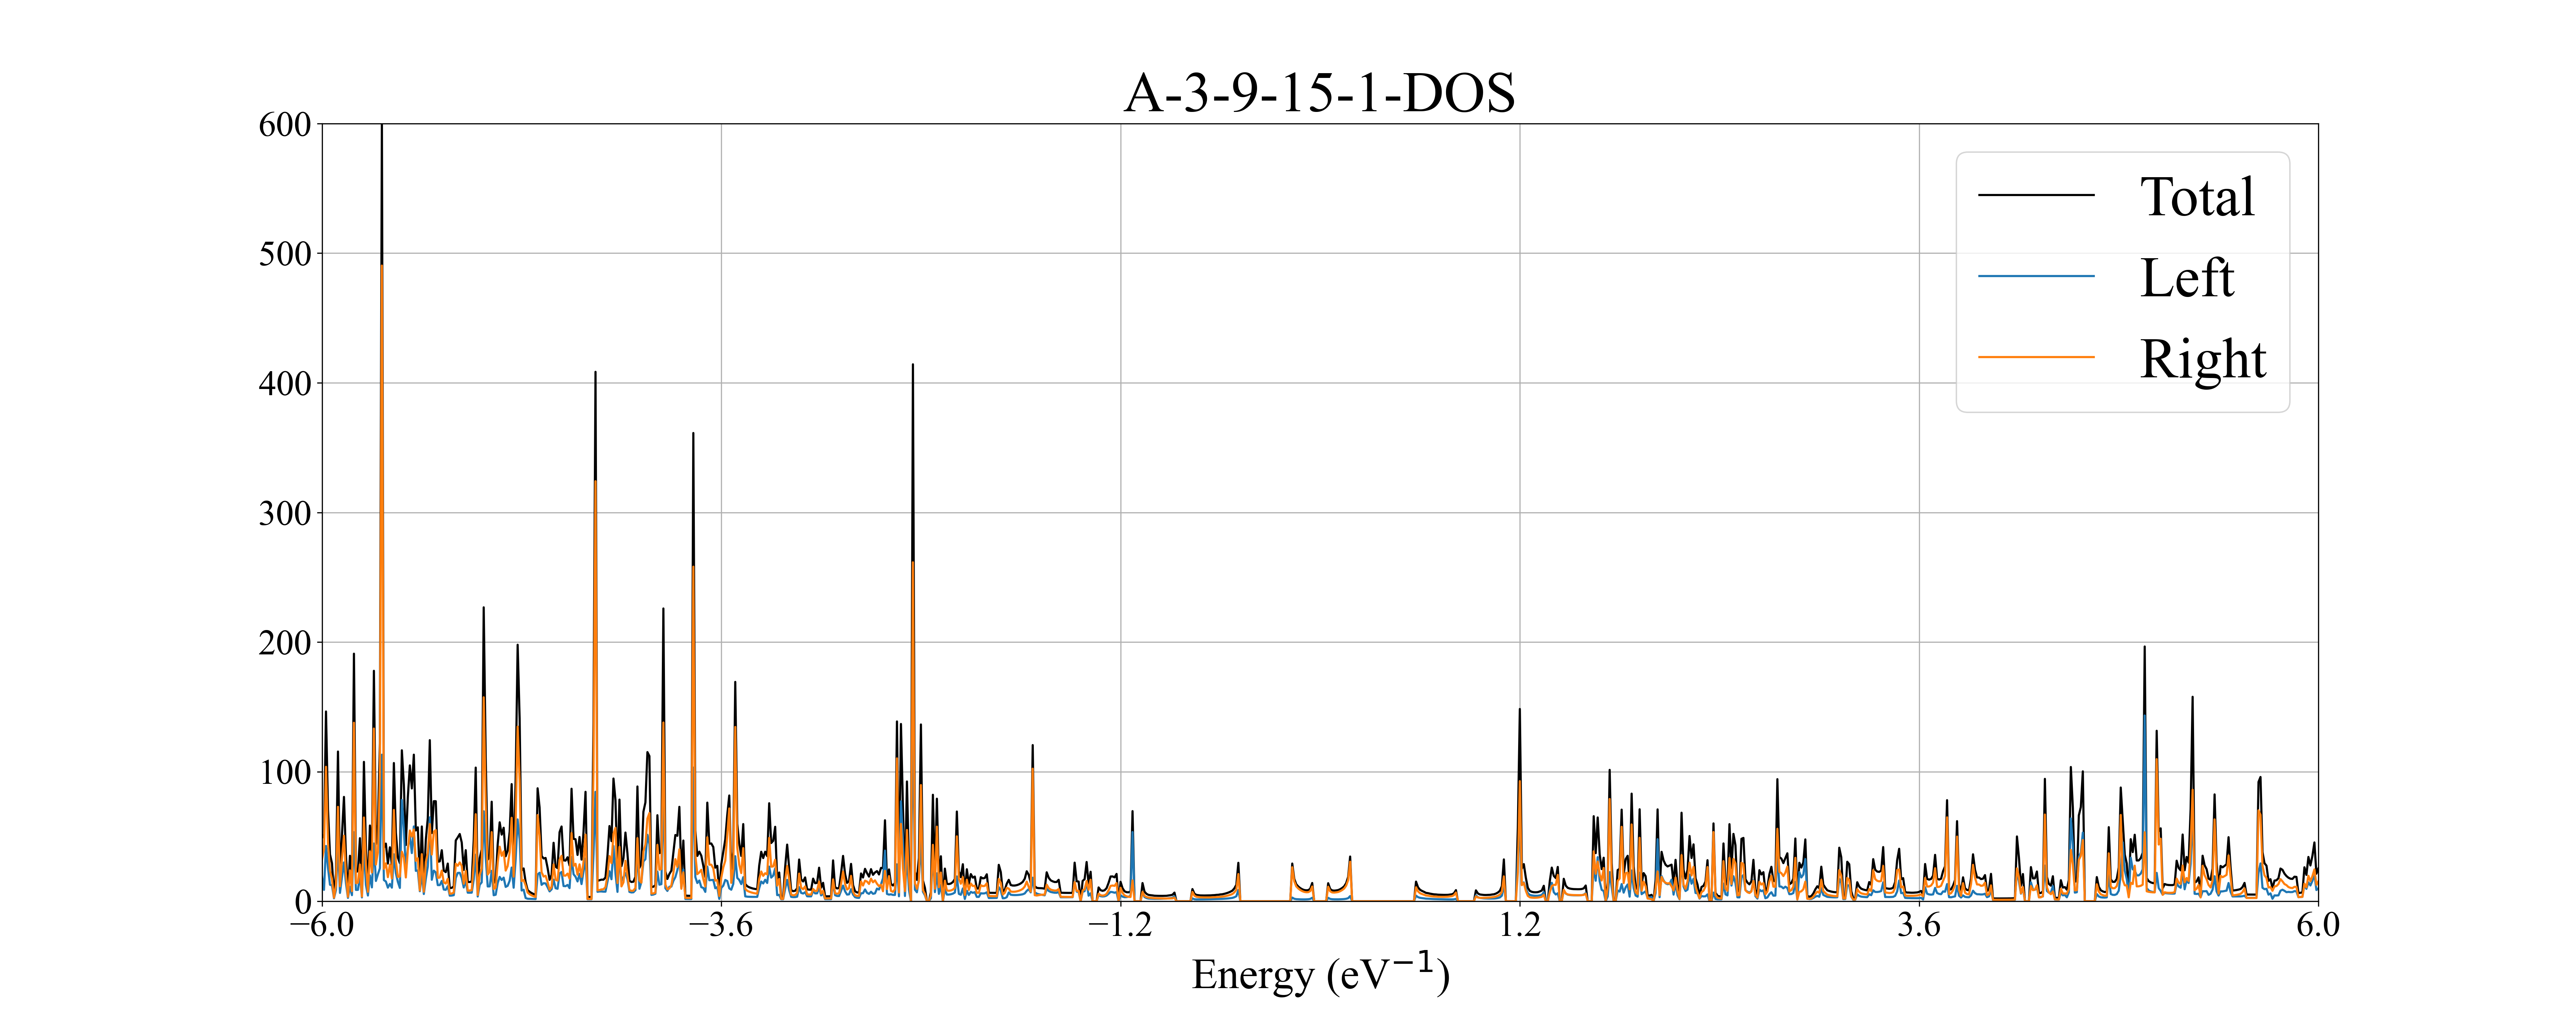 A-3-9-15-1-DOS
600
500
400
300
200
100
0
Total
Left
Right
−6.0 −3.6 −1.2 1.2 3.6 6.0
Energy (eV⁻¹)